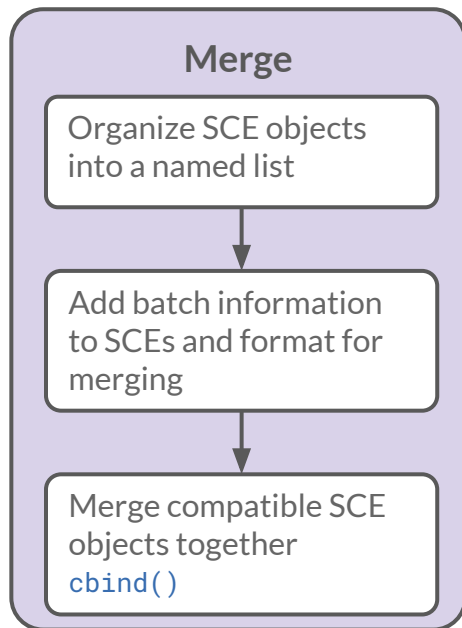 Merge
Organize SCE objects
into a named list
Add batch information
to SCEs and format for
merging
Merge compatible SCE
objects together
cbind()